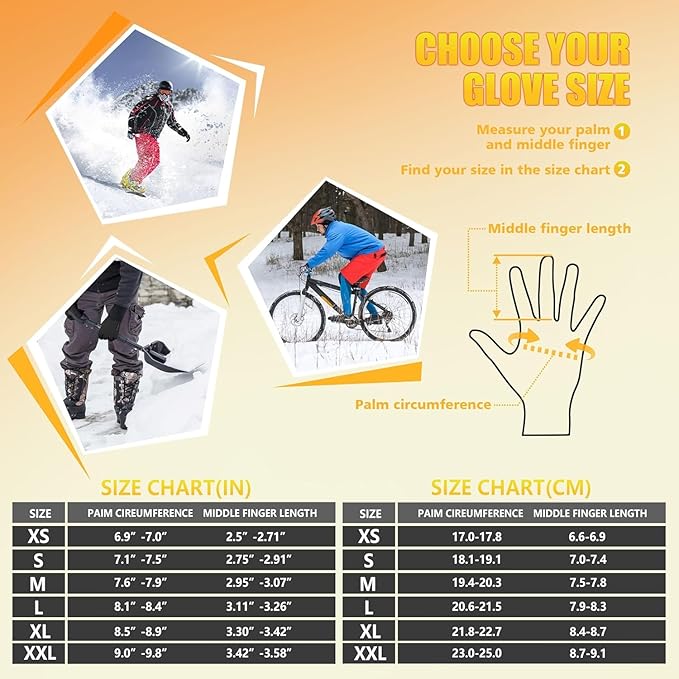 CHOOSE YOUR
GLOVE SIZE
Measure your palm 1
and middle finger
Find your size in the size chart 2
Middle finger length
Palm circumference
SIZE CHART(IN)
SIZE PAIM CIREUMFERENCE MIDDLE FINGER LENGTH
XS 6.9” -7.0” 2.5” -2.71”
S 7.1” -7.5” 2.75” -2.91”
M 7.6” -7.9” 2.95” -3.07”
L 8.1” -8.4” 3.11” -3.26”
XL 8.5” -8.9” 3.30” -3.42”
XXL 9.0” -9.8” 3.42” -3.58”
SIZE CHART(CM)
SIZE PAIM CIREUMFERENCE MIDDLE FINGER LENGTH
XS 17.0-17.8 6.6-6.9
S 18.1-19.1 7.0-7.4
M 19.4-20.3 7.5-7.8
L 20.6-21.5 7.9-8.3
XL 21.8-22.7 8.4-8.7
XXL 23.0-25.0 8.7-9.1